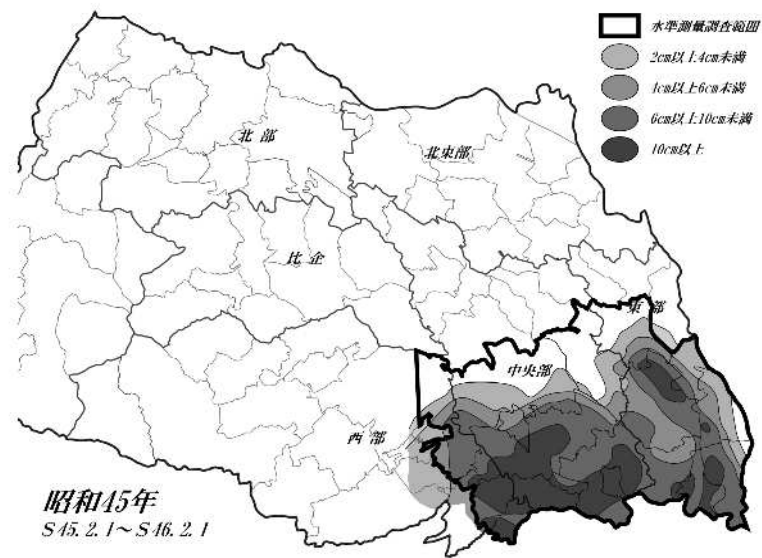 水準測量調査範囲
2cm以上4cm未満
4cm以上6cm未満
6cm以上10cm未満
10cm以上
北部
北東部
比企
東部
中央部
西部
昭和45年
S45.2.1〜S46.2.1